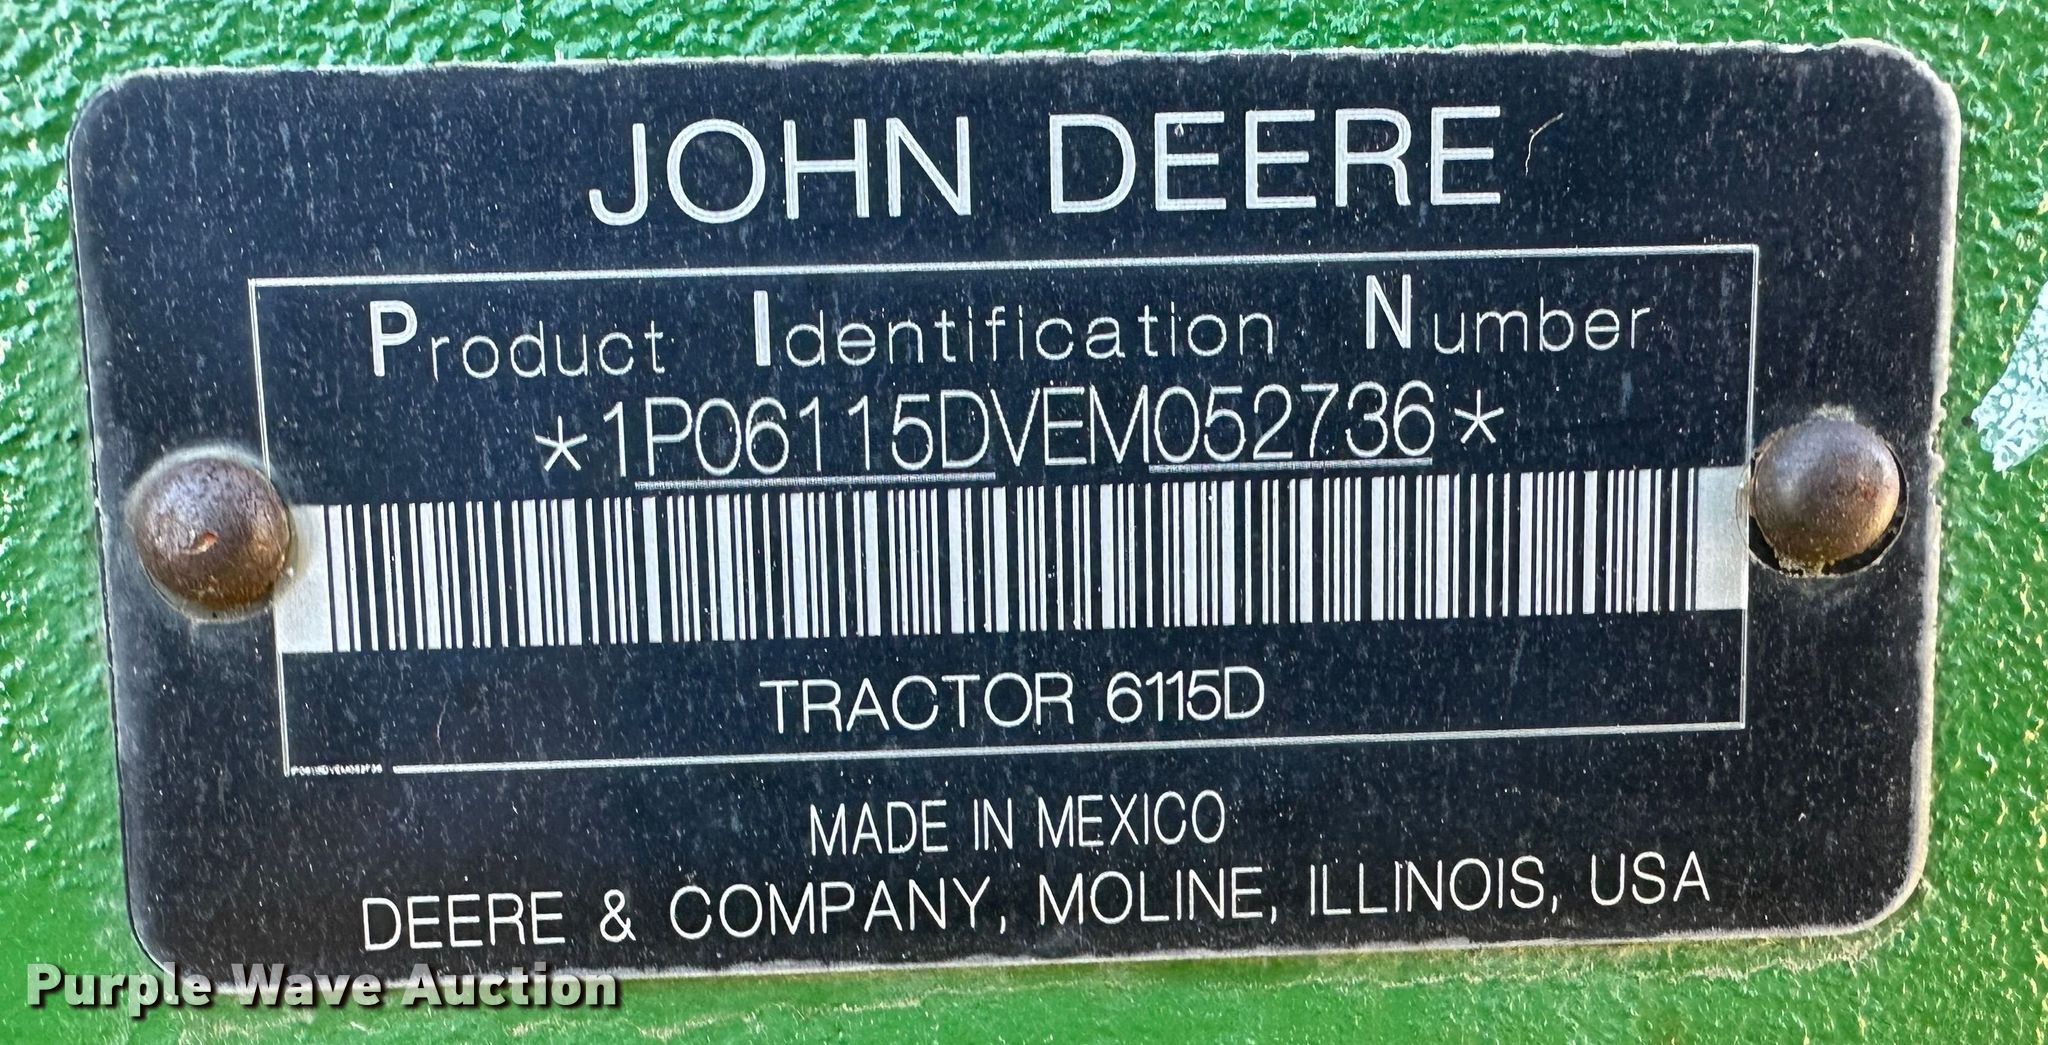 JOHN DEERE
Product Identification Number
*1P06115DVEM052736*
TRACTOR 6115D
MADE IN MEXICO
DEERE & COMPANY, MOLINE, ILLINOIS, USA
Purple Wave Auction